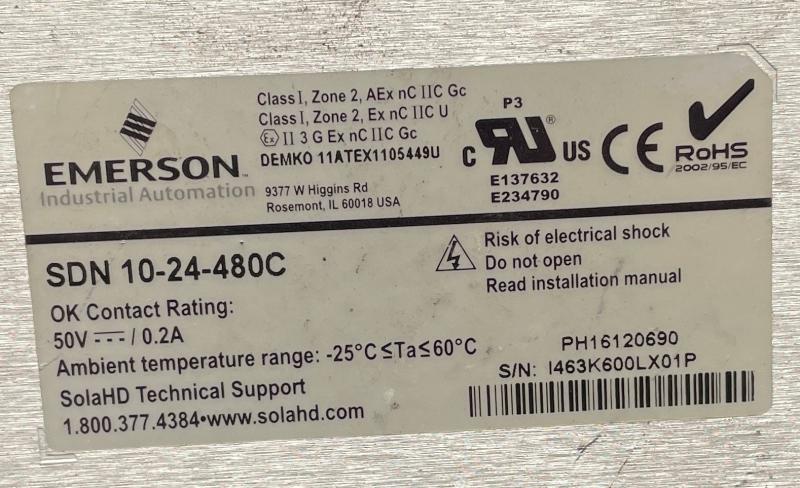 EMERSON
Industrial Automation
Class I, Zone 2, AEx nC IIC Gc
Class I, Zone 2, Ex nC IIC U
Ex II 3 G Ex nC IIC Gc
DEMKO 11ATEX1105449U
9377 W Higgins Rd
Rosemont, IL 60018 USA
P3
c RU® US
E137632
E234790
CE
RoHS
2002/95/EC
SDN 10-24-480C
OK Contact Rating:
50V ⎓ / 0.2A
Ambient temperature range: -25°C ≤Ta≤60°C
SolaHD Technical Support
1.800.377.4384•www.solahd.com
Risk of electrical shock
Do not open
Read installation manual
PH16120690
S/N: I463K600LX01P